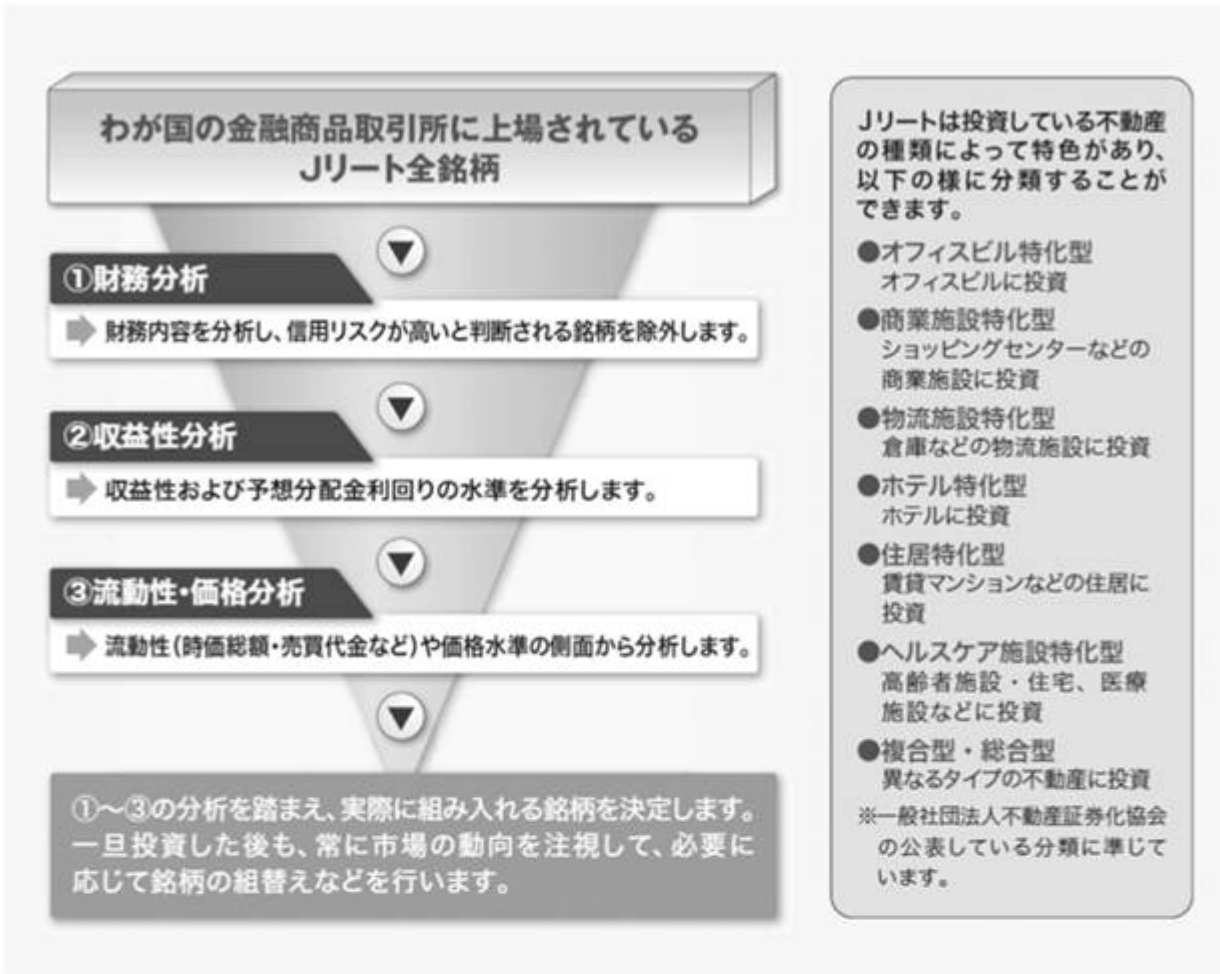 わが国の金融商品取引所に上場されている
Jリート全銘柄
▼
①財務分析
財務内容を分析し、信用リスクが高いと判断される銘柄を除外します。
▼
②収益性分析
収益性および予想分配金利回りの水準を分析します。
▼
③流動性・価格分析
流動性(時価総額・売買代金など)や価格水準の側面から分析します。
▼
①～③の分析を踏まえ、実際に組み入れる銘柄を決定します。
一旦投資した後も、常に市場の動向を注視して、必要に
応じて銘柄の組替えなどを行います。
Jリートは投資している不動産
の種類によって特色があり、
以下の様に分類することが
できます。
●オフィスビル特化型
オフィスビルに投資
●商業施設特化型
ショッピングセンターなどの
商業施設に投資
●物流施設特化型
倉庫などの物流施設に投資
●ホテル特化型
ホテルに投資
●住居特化型
賃貸マンションなどの住居に
投資
●ヘルスケア施設特化型
高齢者施設・住宅、医療
施設などに投資
●複合型・総合型
異なるタイプの不動産に投資
※一般社団法人不動産証券化協会
の公表している分類に準じて
います。